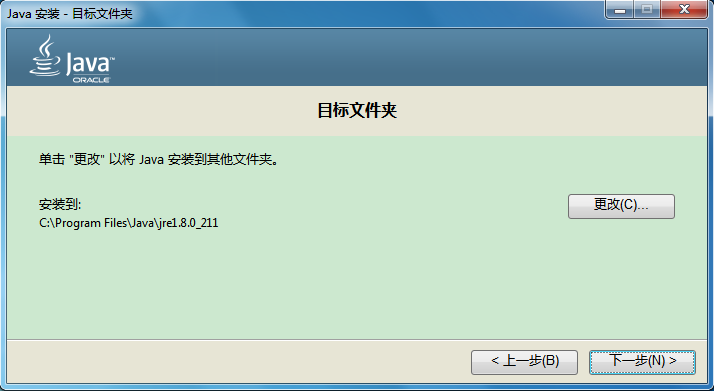 Java 安装 - 目标文件夹
Java™
ORACLE
目标文件夹
单击 "更改" 以将 Java 安装到其他文件夹。
安装到:
更改(C)...
C:\Program Files\Java\jre1.8.0_211
< 上一步(B)
下一步(N) >